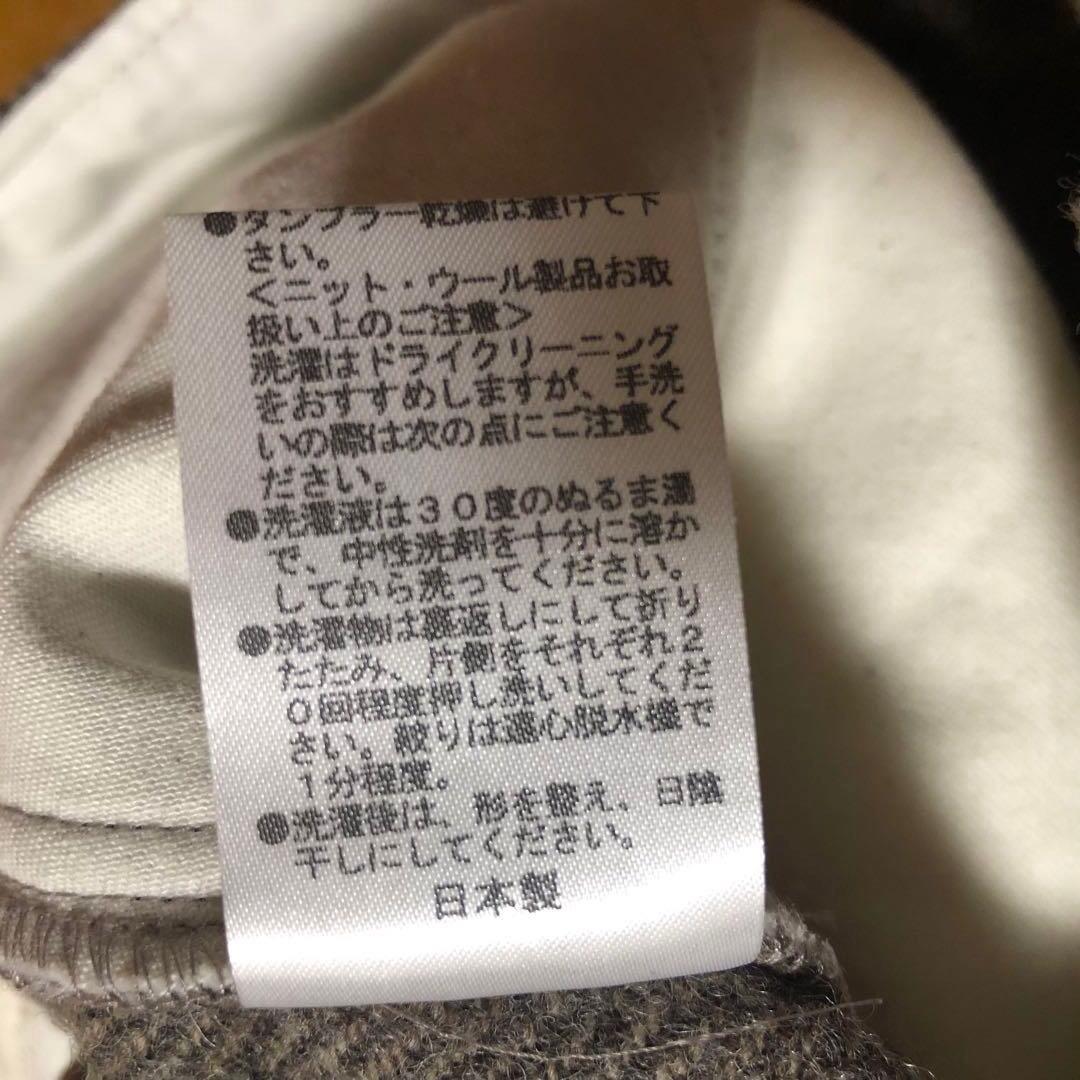 ●タンブラー乾燥は避けて下
さい。
<ニット・ウール製品お取
扱い上のご注意>
洗濯はドライクリーニング
をおすすめしますが、手洗
いの際は次の点にご注意く
ださい。
●洗濯液は30度のぬるま湯
で、中性洗剤を十分に溶か
してから洗ってください。
●洗濯物は裏返しにして折り
たたみ、片側をそれぞれ2
0回程度押し洗いしてくだ
さい。絞りは遠心脱水機で
1分程度。
●洗濯後は、形を整え、日陰
干しにしてください。
日本製